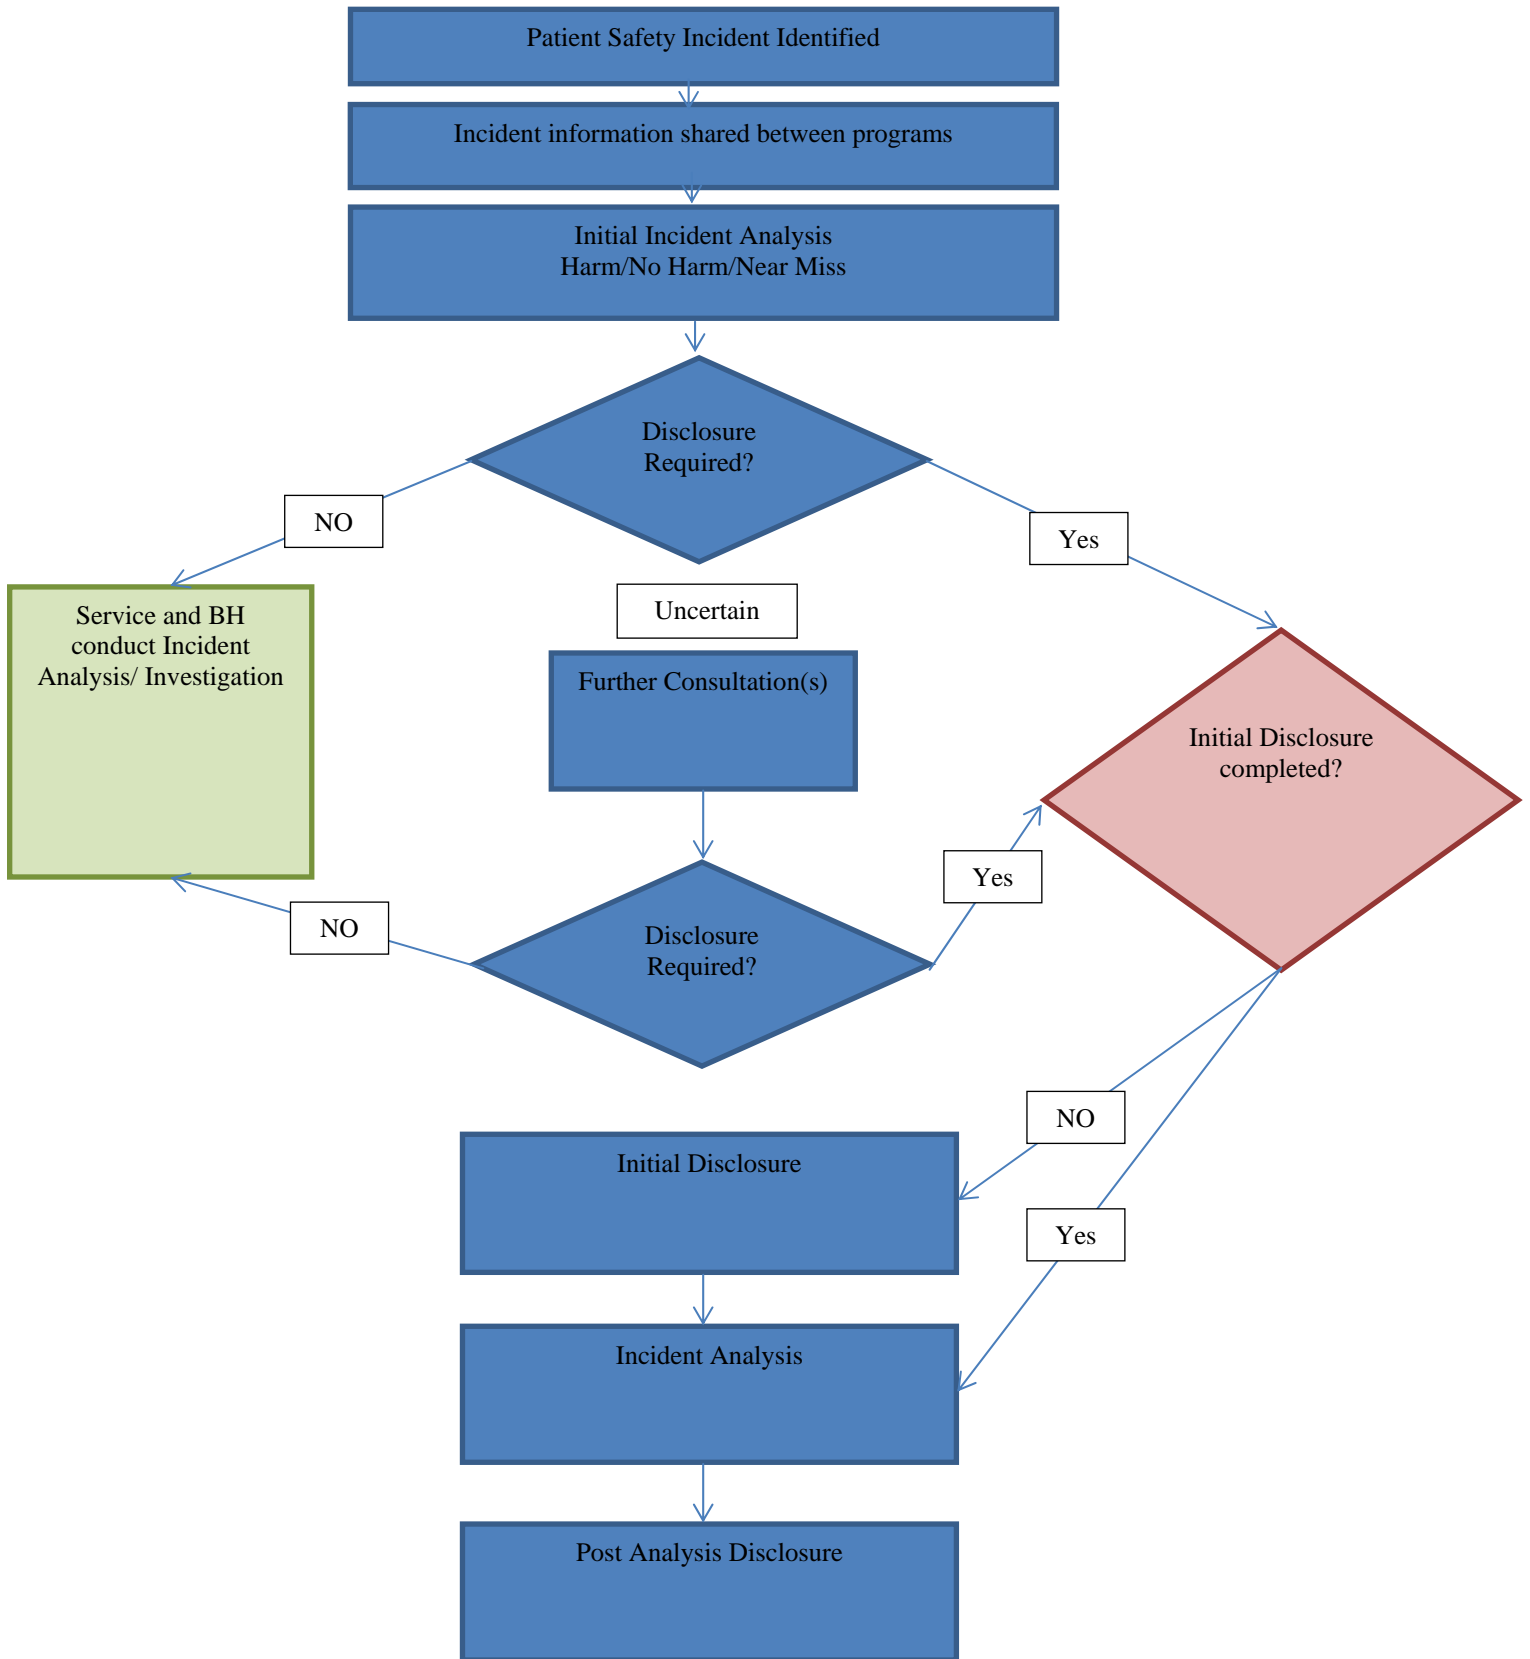 Patient Safety Incident Identified
Incident information shared between programs
Initial Incident Analysis
Harm/No Harm/Near Miss
Disclosure
Required?
NO
Yes
Uncertain
Service and BH
conduct Incident
Analysis/ Investigation
Further Consultation(s)
Initial Disclosure
completed?
Yes
NO
Disclosure
Required?
NO
Initial Disclosure
Yes
Incident Analysis
Post Analysis Disclosure